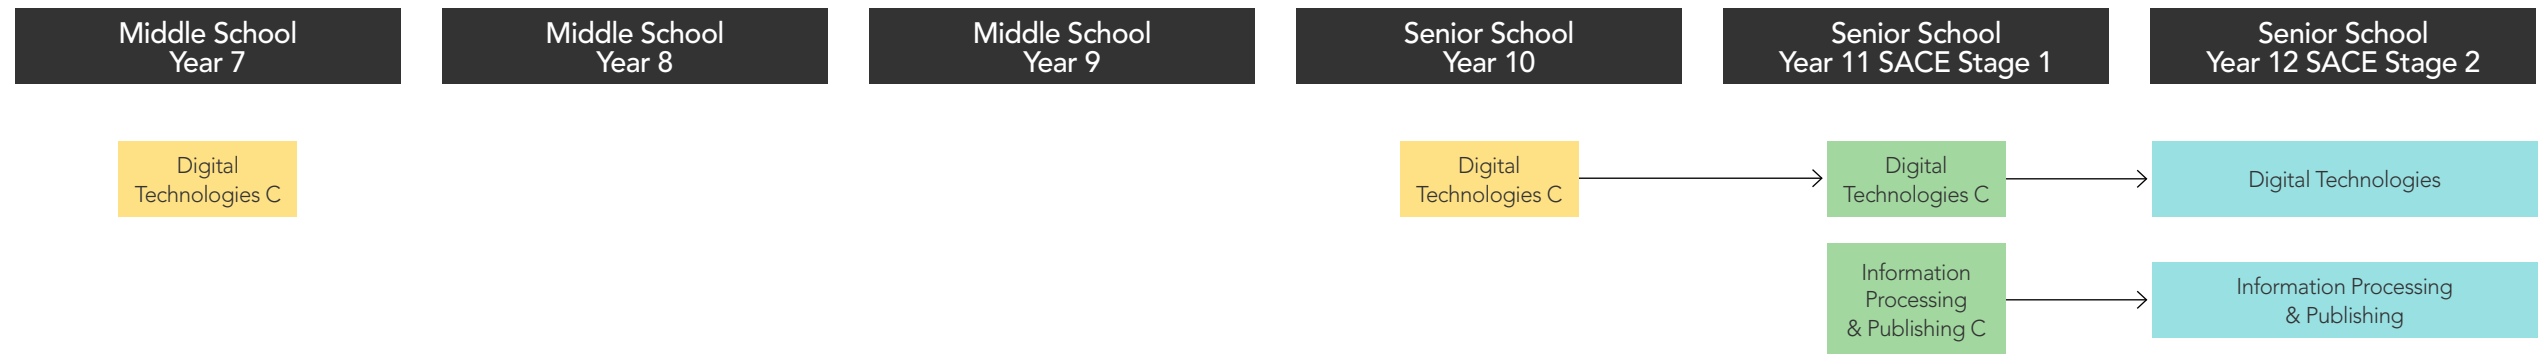 Middle School
Year 7
Middle School
Year 8
Middle School
Year 9
Senior School
Year 10
Senior School
Year 11 SACE Stage 1
Senior School
Year 12 SACE Stage 2
Digital
Technologies C
Digital
Technologies C
Digital
Technologies C
Digital Technologies
Information
Processing
& Publishing C
Information Processing
& Publishing